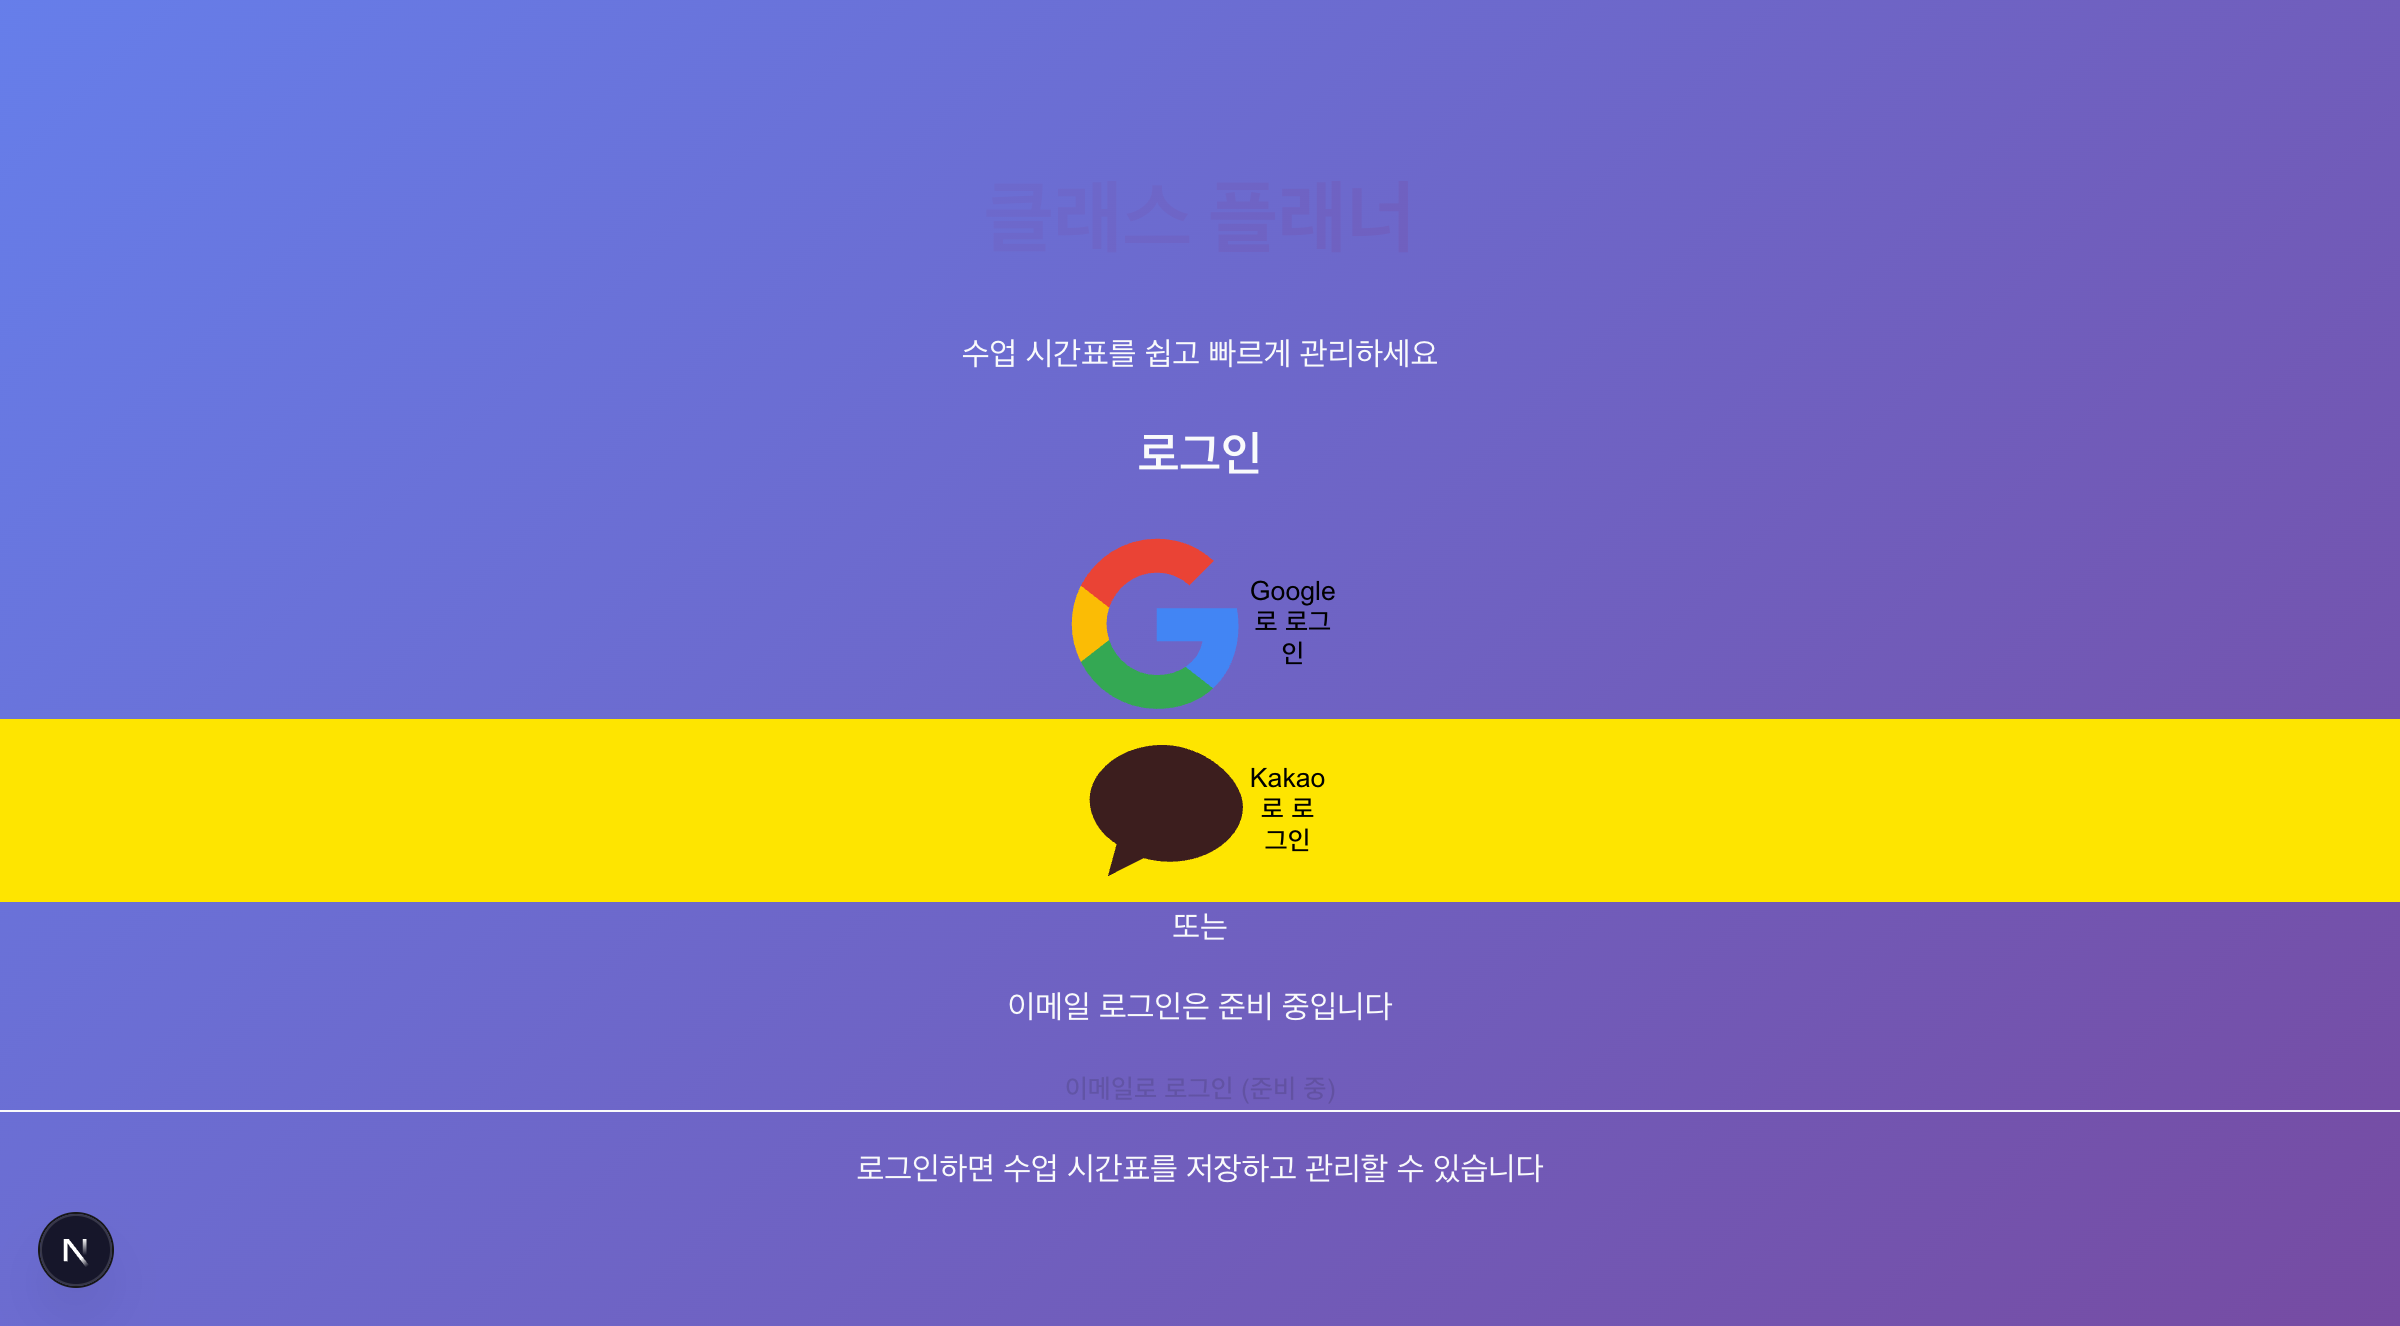 클래스 플래너
수업 시간표를 쉽고 빠르게 관리하세요
로그인
Google
로 로그
인
Kakao
로 로
그인
또는
이메일 로그인은 준비 중입니다
이메일로 로그인 (준비 중)
로그인하면 수업 시간표를 저장하고 관리할 수 있습니다
N